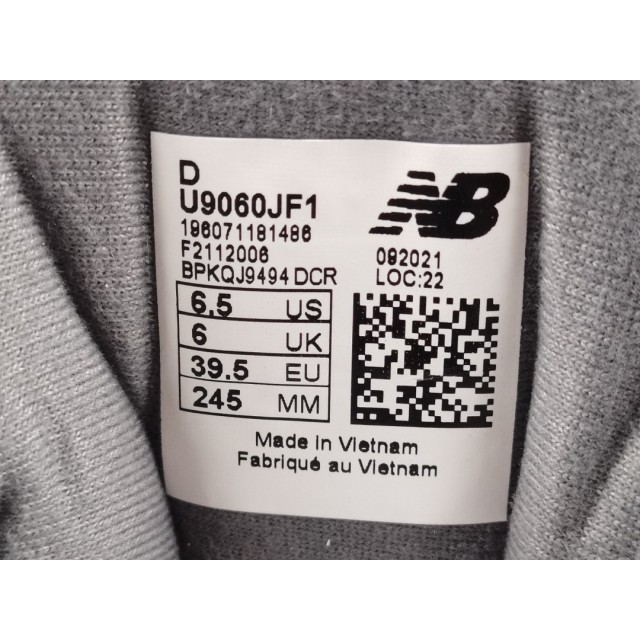 D
U9060JF1
196071181486
F2112006
BPKQJ9494 DCR
NB
092021
LOC:22
6.5 US
6 UK
39.5 EU
245 MM
Made in Vietnam
Fabriqué au Vietnam